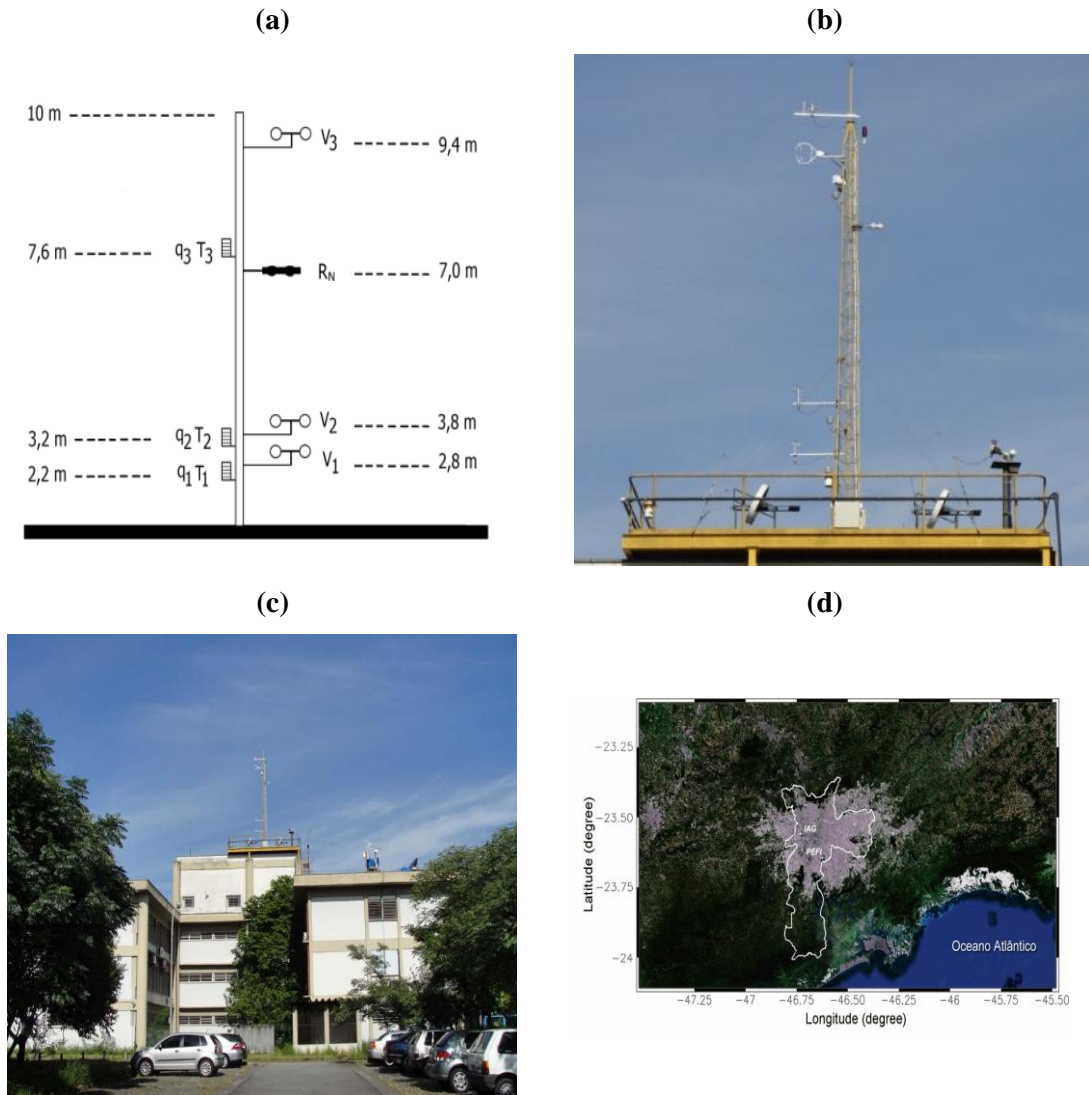 (a)
(b)
10 m
V3
9,4 m
7,6 m
q3 T3
RN
7,0 m
V2
3,8 m
3,2 m
q2 T2
V1
2,8 m
2,2 m
q1 T1
(c)
(d)
−23.25
−23.50
−23.75
−24
Latitude (degree)
IAG
PEFI
Oceano Atlântico
−47.25
−47
−46.75
−46.50
−46.25
−46
−45.75
−45.50
Longitude (degree)